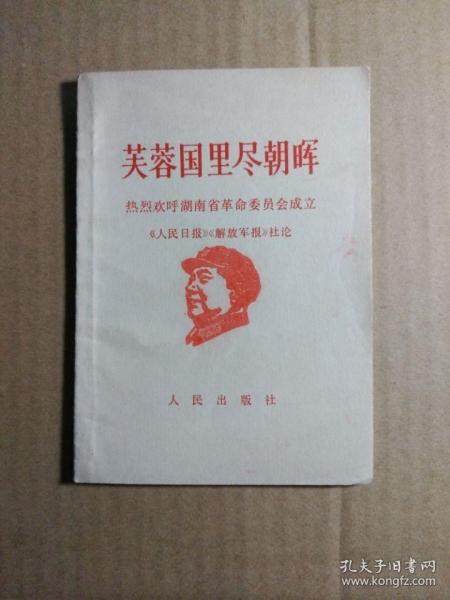 芙蓉国里尽朝晖
热烈欢呼湖南省革命委员会成立
《人民日报》《解放军报》社论
人民出版社
孔夫子旧书网
www.kongfz.com